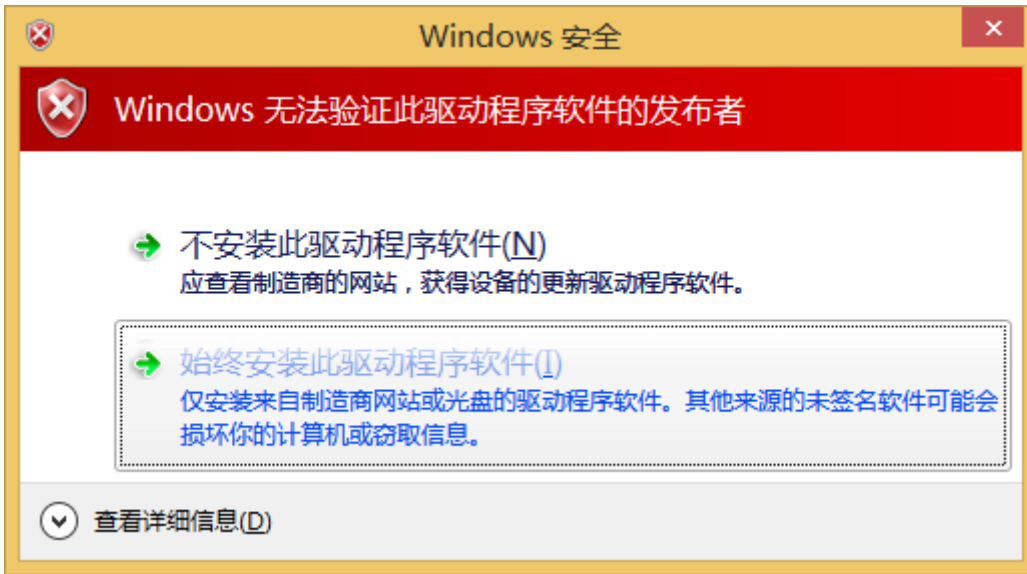 Windows 安全
Windows 无法验证此驱动程序软件的发布者
不安装此驱动程序软件(N)
应查看制造商的网站，获得设备的更新驱动程序软件。
始终安装此驱动程序软件(I)
仅安装来自制造商网站或光盘的驱动程序软件。其他来源的未签名软件可能会
损坏你的计算机或窃取信息。
查看详细信息(D)